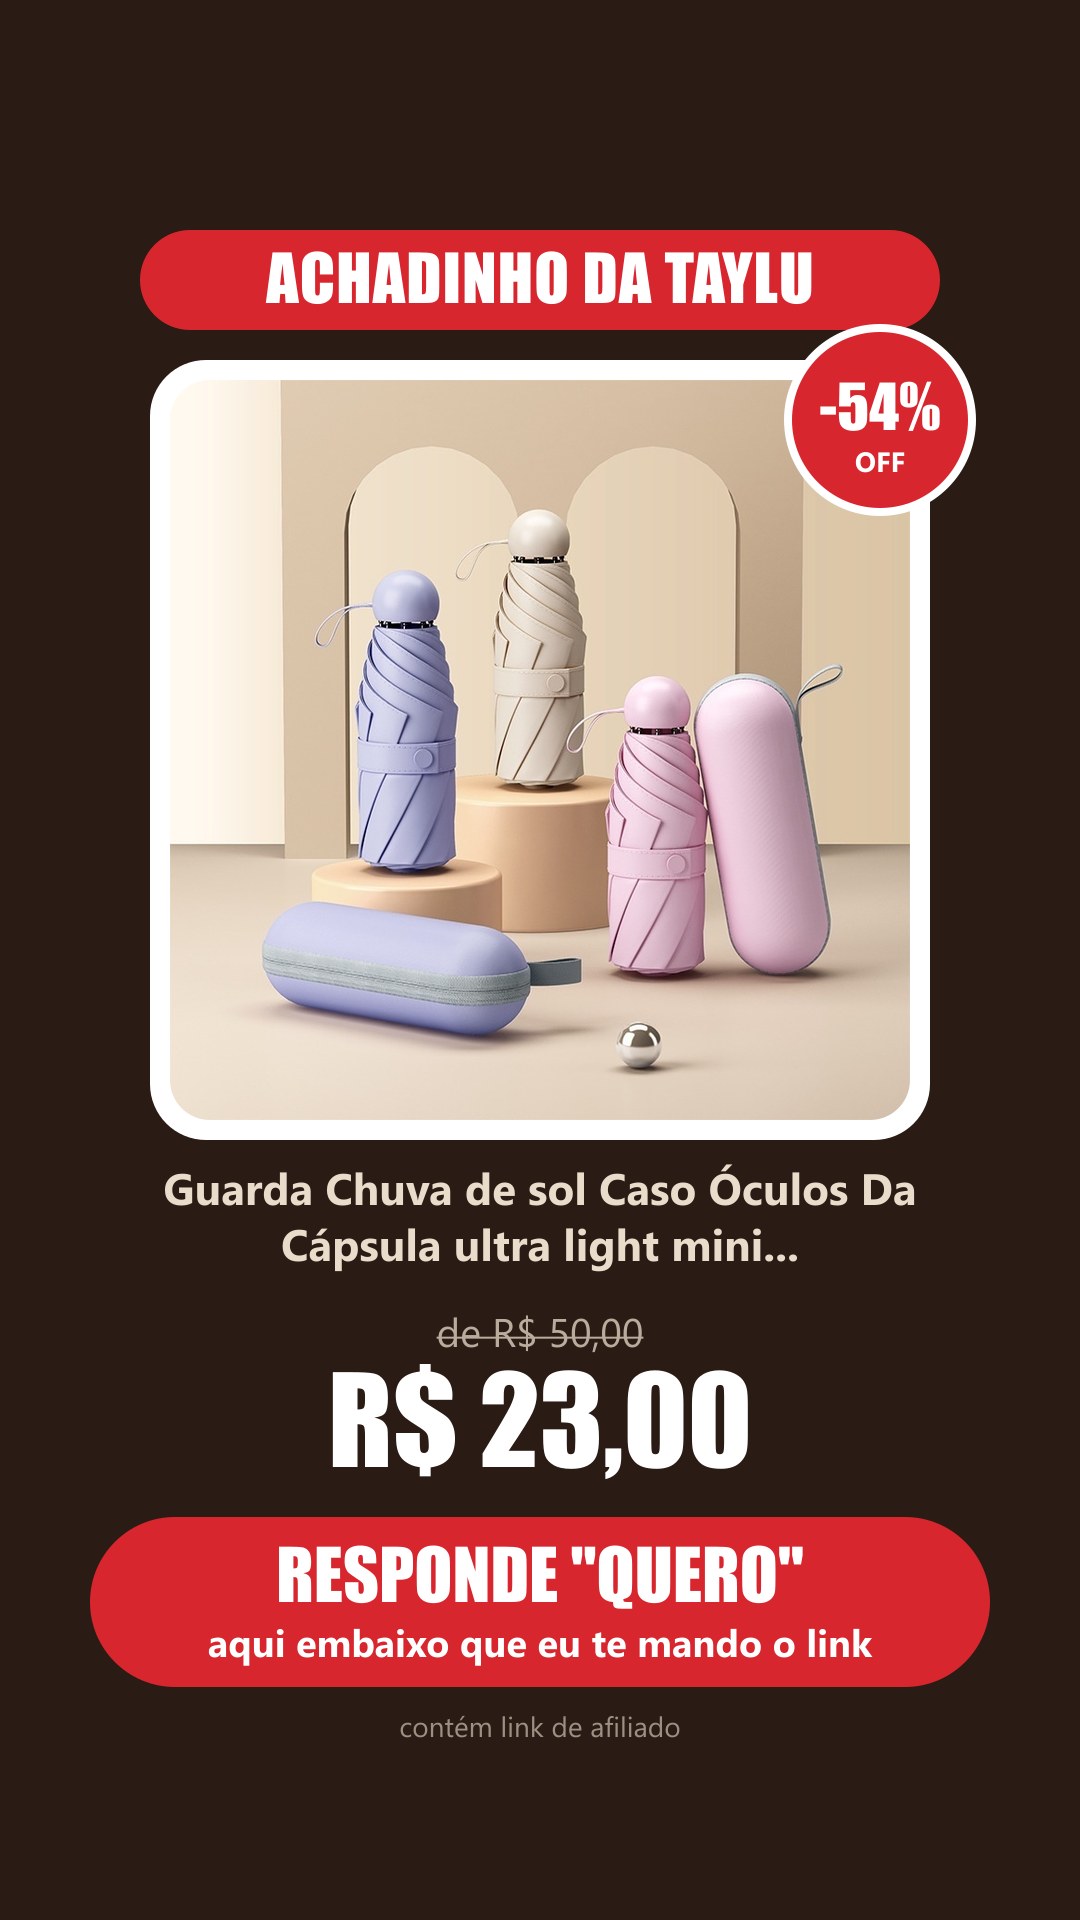 ACHADINHO DA TAYLU
-54%
OFF
Guarda Chuva de sol Caso Óculos Da
Cápsula ultra light mini...
de R$ 50,00
R$ 23,00
RESPONDE "QUERO"
aqui embaixo que eu te mando o link
contém link de afiliado